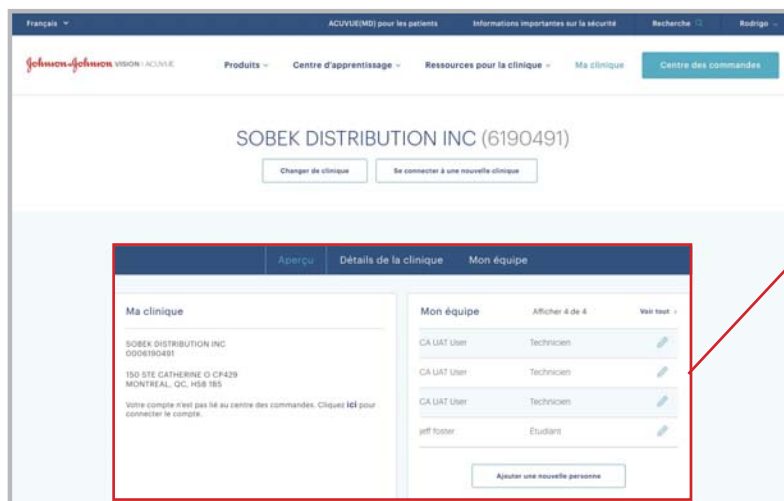 Français
ACUVUE(MD) pour les patients
Informations importantes sur la sécurité
Recherche
Rodrigo
Johnson & Johnson VISION | ACUVUE
Produits
Centre d'apprentissage
Ressources pour la clinique
Ma clinique
Centre des commandes
SOBEK DISTRIBUTION INC (6190491)
Changer de clinique
Se connecter à une nouvelle clinique
Aperçu
Détails de la clinique
Mon équipe
Ma clinique
SOBEK DISTRIBUTION INC
0006190491
150 STE CATHERINE O CP429
MONTREAL, QC, H5B 1B5
Votre compte n'est pas lié au centre des commandes. Cliquez ici pour
connecter le compte.
Mon équipe
Afficher 4 de 4
Voir tout
CA UAT User
Technicien
CA UAT User
Technicien
CA UAT User
Technicien
jeff foster
Étudiant
Ajouter une nouvelle personne